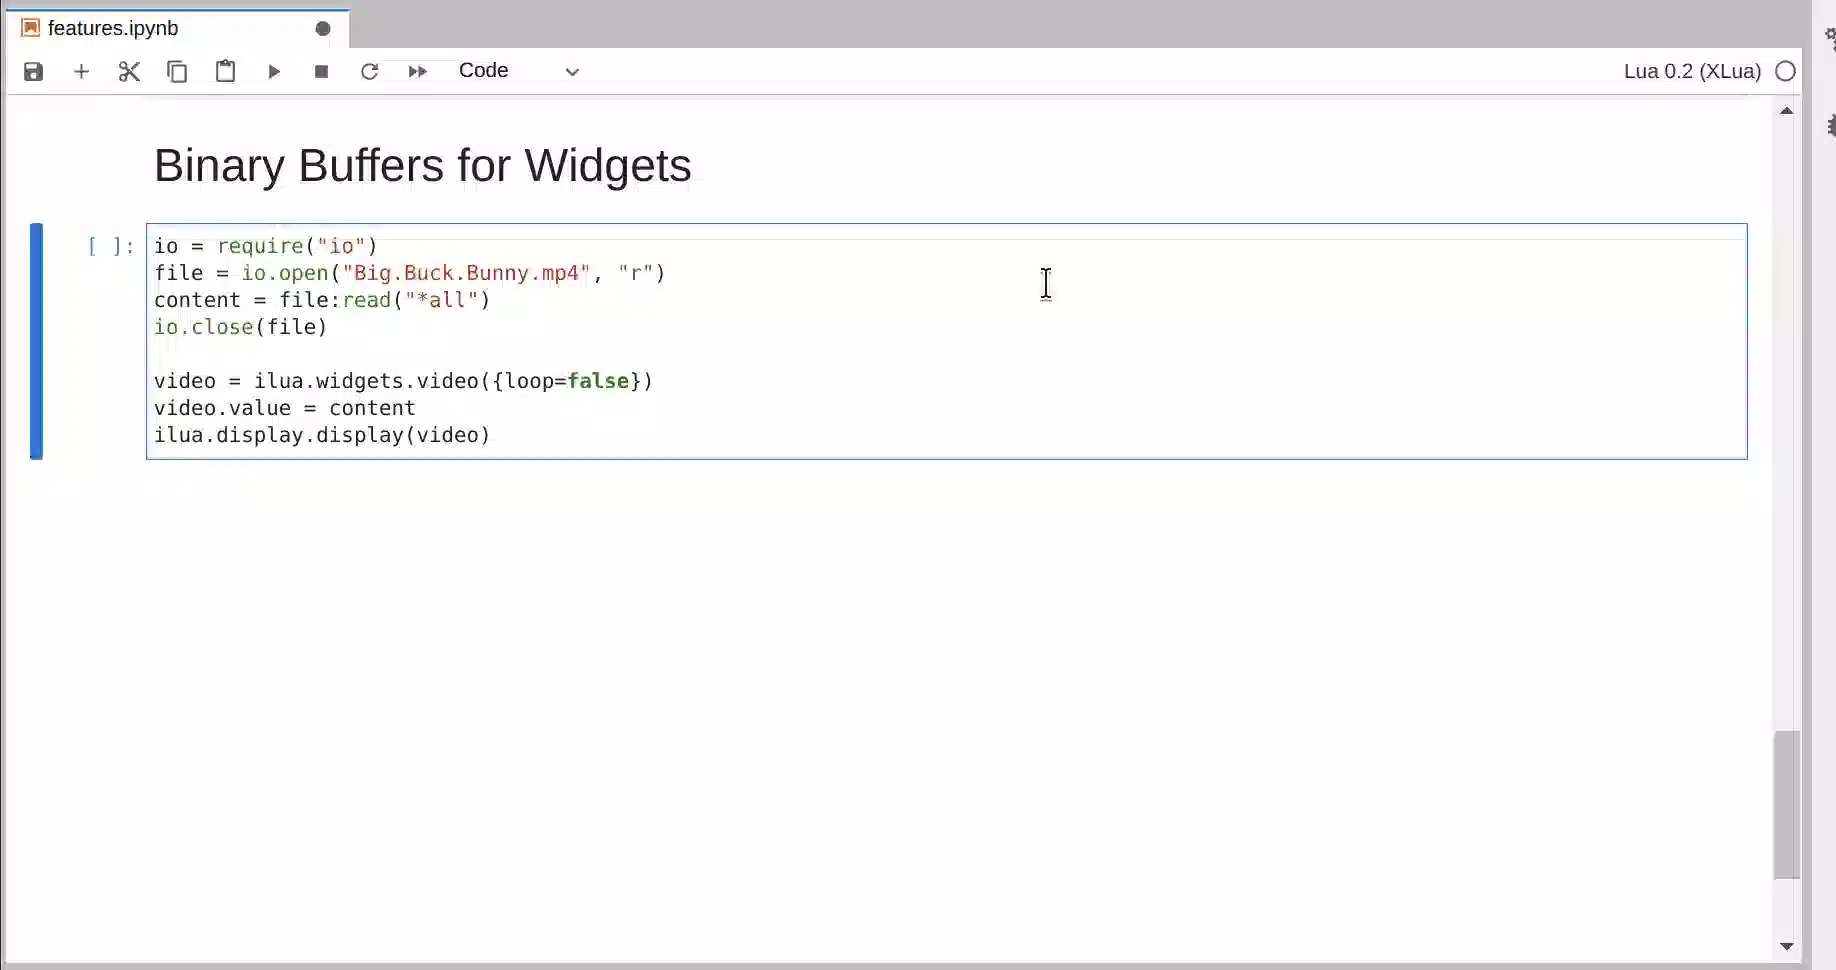 features.ipynb
Code
Lua 0.2 (XLua)
Binary Buffers for Widgets
[ ]:
io = require("io")
file = io.open("Big.Buck.Bunny.mp4", "r")
content = file:read("*all")
io.close(file)
video = ilua.widgets.video({loop=false})
video.value = content
ilua.display.display(video)